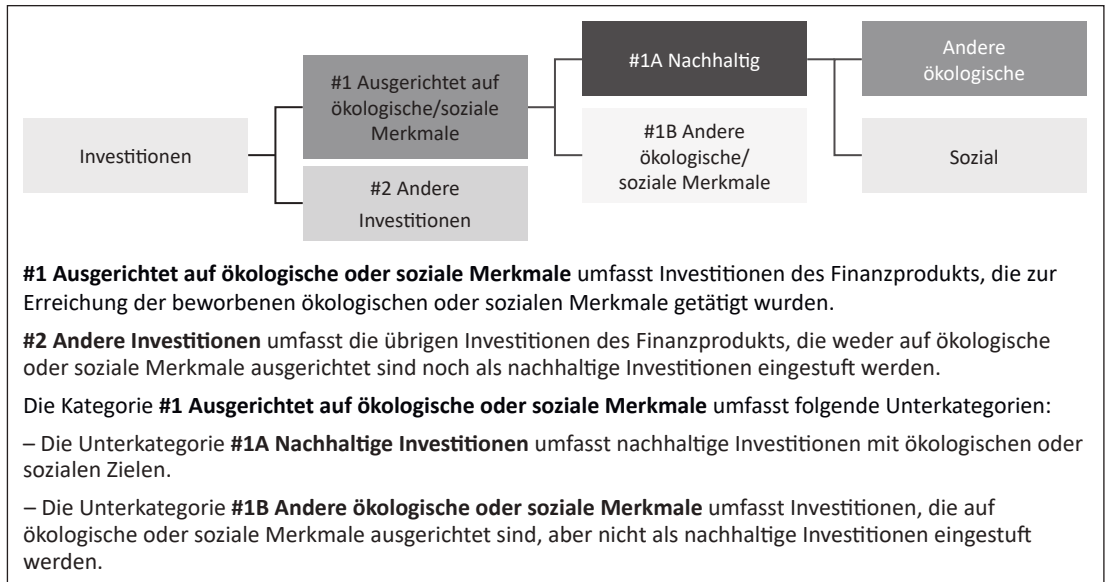 Investitionen
#1 Ausgerichtet auf
ökologische/soziale
Merkmale
#2 Andere
Investitionen
#1A Nachhaltig
#1B Andere
ökologische/
soziale Merkmale
Andere
ökologische
Sozial
#1 Ausgerichtet auf ökologische oder soziale Merkmale umfasst Investitionen des Finanzprodukts, die zur
Erreichung der beworbenen ökologischen oder sozialen Merkmale getätigt wurden.
#2 Andere Investitionen umfasst die übrigen Investitionen des Finanzprodukts, die weder auf ökologische
oder soziale Merkmale ausgerichtet sind noch als nachhaltige Investitionen eingestuft werden.
Die Kategorie #1 Ausgerichtet auf ökologische oder soziale Merkmale umfasst folgende Unterkategorien:
– Die Unterkategorie #1A Nachhaltige Investitionen umfasst nachhaltige Investitionen mit ökologischen oder
sozialen Zielen.
– Die Unterkategorie #1B Andere ökologische oder soziale Merkmale umfasst Investitionen, die auf
ökologische oder soziale Merkmale ausgerichtet sind, aber nicht als nachhaltige Investitionen eingestuft
werden.